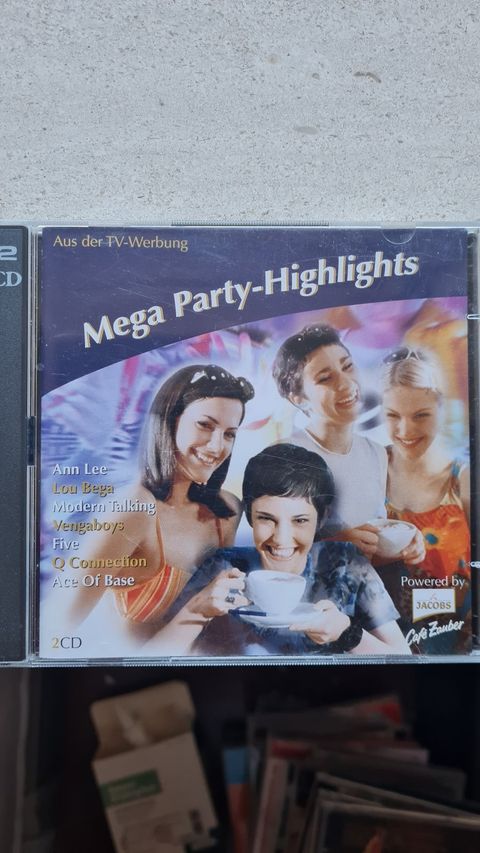 2
CD
Aus der TV-Werbung
Mega Party-Highlights
Ann Lee
Lou Bega
Modern Talking
Vengaboys
Five
Q Connection
Ace Of Base
Powered by
JACOBS
Café Zauber
2CD